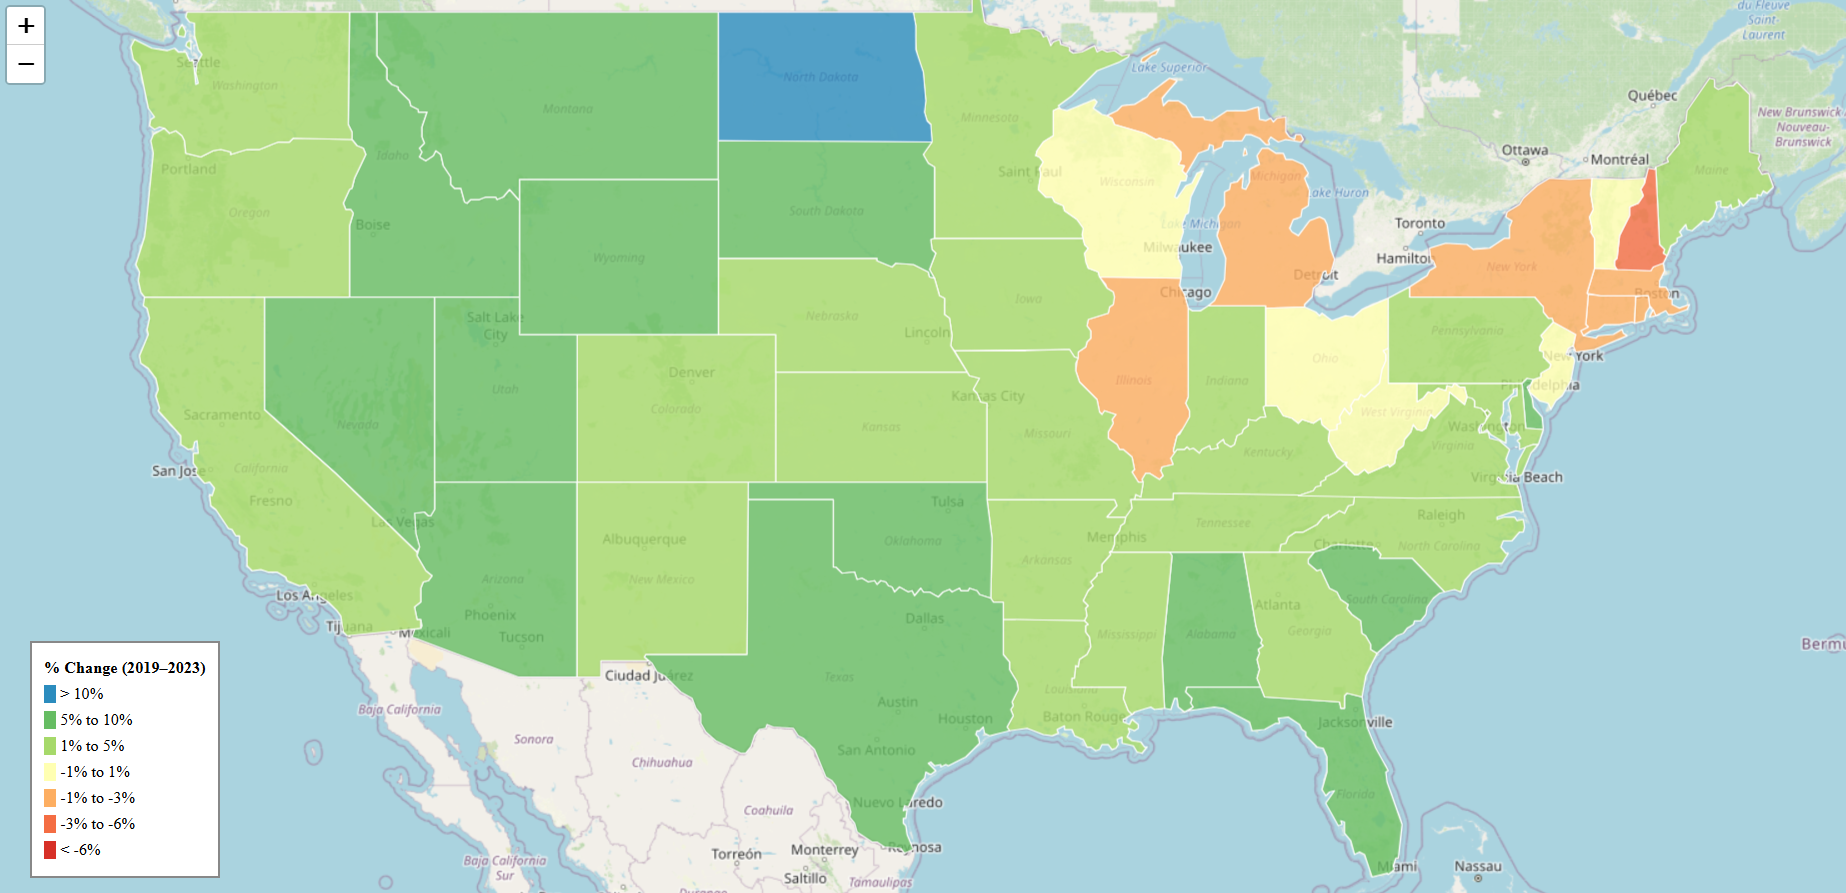 +
−
du Fleuve
Saint-
Laurent
Québec
New Brunswick /
Nouveau-
Brunswick
Ottawa
Montréal
Lake Superior
Lake Huron
Lake Michigan
Toronto
Hamilton
Seattle
Washington
Montana
North Dakota
Minnesota
Portland
Idaho
Saint Paul
Wisconsin
Michigan
Maine
Oregon
Boise
South Dakota
Milwaukee
Wyoming
New York
Detroit
Chicago
Boston
Salt Lake
City
Iowa
Nebraska
Lincoln
Pennsylvania
New York
Ohio
Utah
Denver
Colorado
Illinois
Indiana
Philadelphia
Kansas City
Sacramento
Nevada
Kansas
Missouri
West Virginia
Washington
Virginia
Kentucky
San Jose
California
Fresno
Virginia Beach
Las Vegas
Tulsa
Oklahoma
Albuquerque
New Mexico
Memphis
Tennessee
Raleigh
Charlotte
North Carolina
Arkansas
Arizona
Phoenix
Tucson
Los Angeles
Tijuana
Mexicali
Dallas
Mississippi
Alabama
Atlanta
Georgia
South Carolina
Bermu
Ciudad Juárez
Texas
Austin
Houston
San Antonio
Louisiana
Baton Rouge
Jacksonville
Baja California
Sonora
Chihuahua
Coahuila
Nuevo Laredo
Florida
Reynosa
Torreón
Monterrey
Saltillo
Tamaulipas
Durango
Baja California
Sur
Miami
Nassau
% Change (2019–2023)
> 10%
5% to 10%
1% to 5%
-1% to 1%
-1% to -3%
-3% to -6%
< -6%